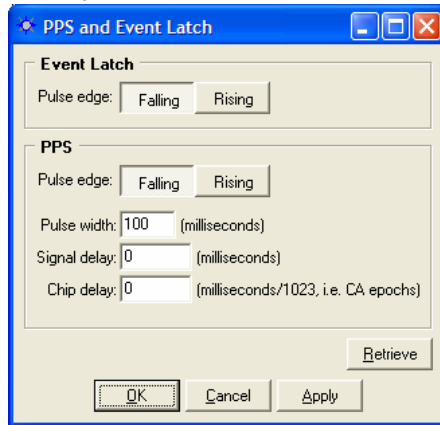 PPS and Event Latch
Event Latch
Pulse edge: Falling Rising
PPS
Pulse edge: Falling Rising
Pulse width: 100 (milliseconds)
Signal delay: 0 (milliseconds)
Chip delay: 0 (milliseconds/1023, i.e. CA epochs)
Retrieve
OK Cancel Apply